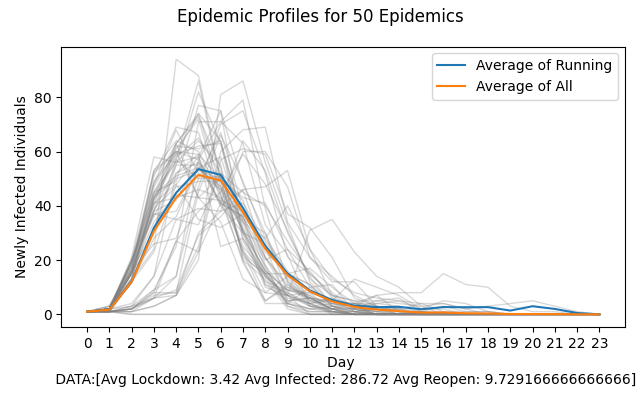 Epidemic Profiles for 50 Epidemics
Newly Infected Individuals
80
60
40
20
0
Average of Running
Average of All
0 1 2 3 4 5 6 7 8 9 10 11 12 13 14 15 16 17 18 19 20 21 22 23
Day
DATA:[Avg Lockdown: 3.42 Avg Infected: 286.72 Avg Reopen: 9.729166666666666]